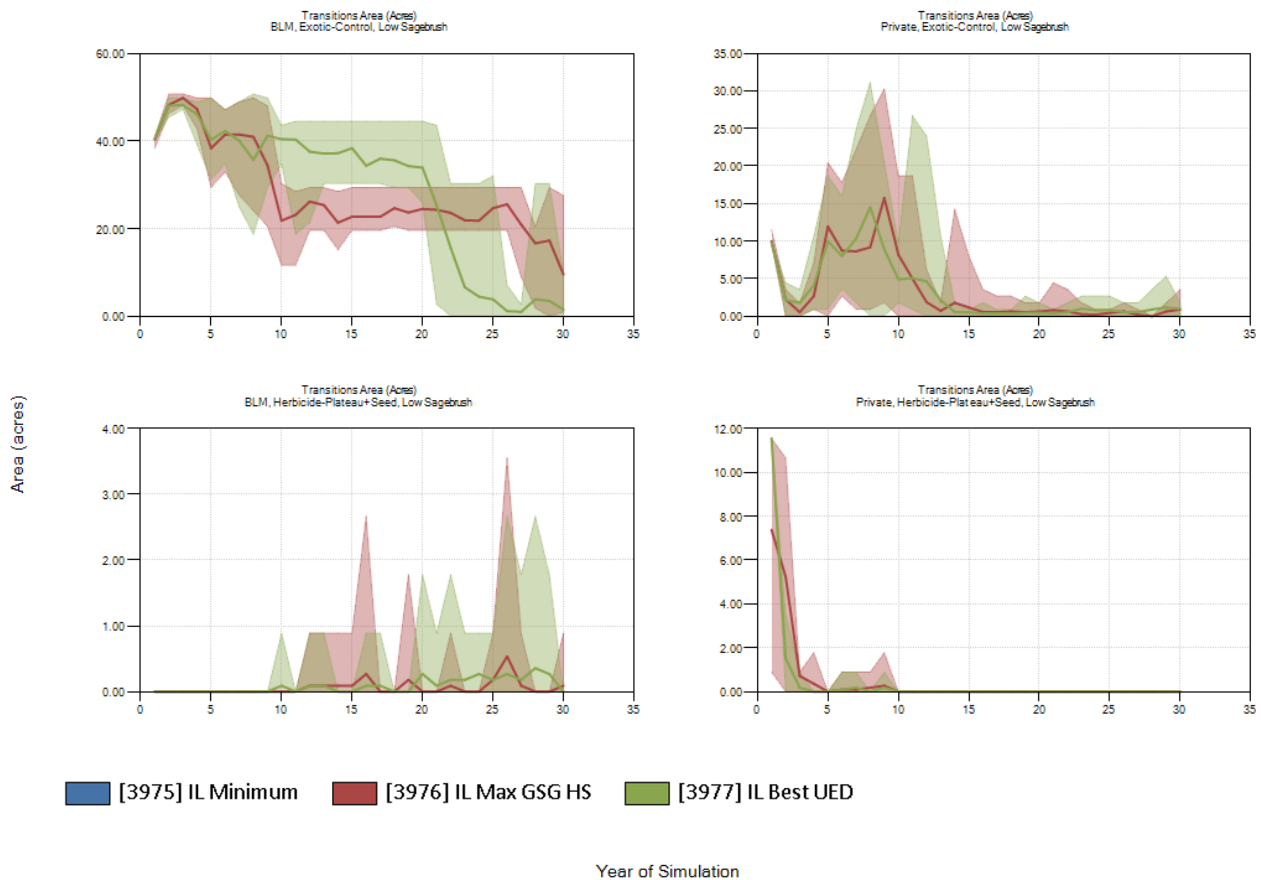 Transitions Area (Acres)
BLM, Exotic-Control, Low Sagebrush
60.00
40.00
20.00
0.00
0 5 10 15 20 25 30 35
Transitions Area (Acres)
Private, Exotic-Control, Low Sagebrush
35.00
30.00
25.00
20.00
15.00
10.00
5.00
0.00
0 5 10 15 20 25 30 35
Transitions Area (Acres)
BLM, Herbicide-Plateau+Seed, Low Sagebrush
4.00
3.00
2.00
1.00
0.00
0 5 10 15 20 25 30 35
Transitions Area (Acres)
Private, Herbicide-Plateau+Seed, Low Sagebrush
12.00
10.00
8.00
6.00
4.00
2.00
0.00
0 5 10 15 20 25 30 35
Area (acres)
[3975] IL Minimum
[3976] IL Max GSG HS
[3977] IL Best UED
Year of Simulation